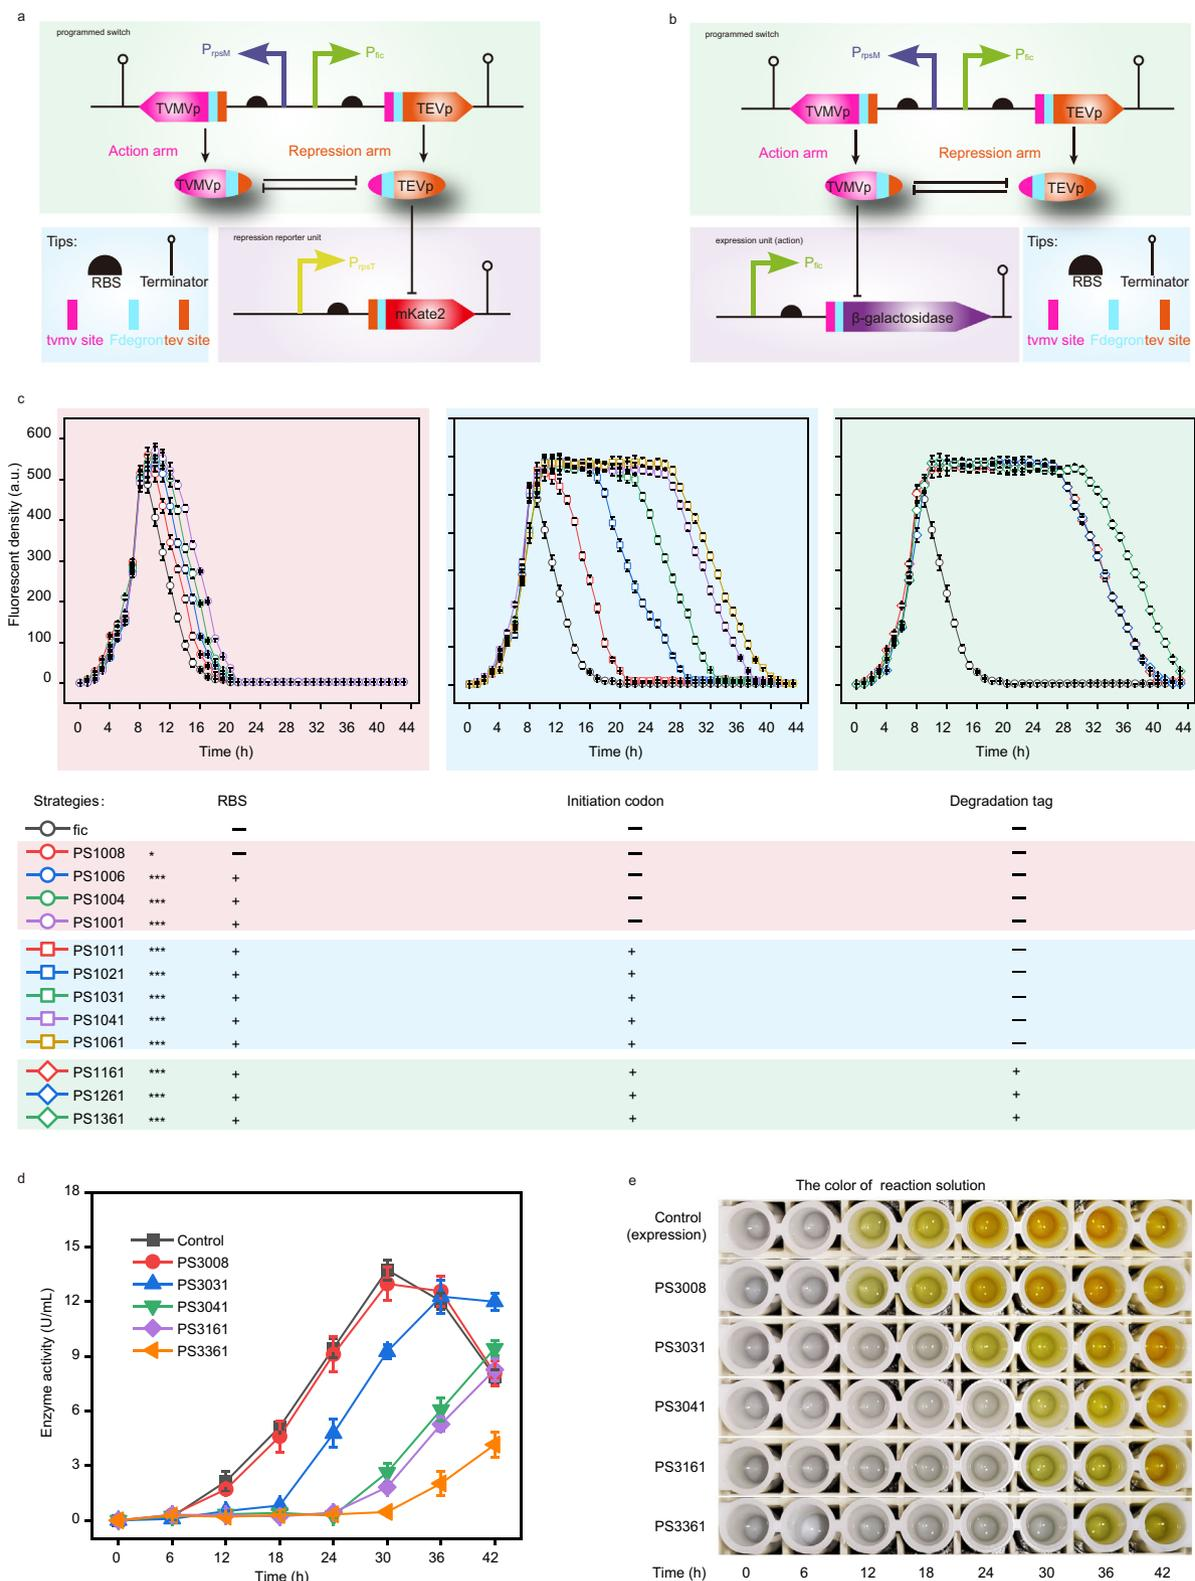 a
programmed switch
PrpsM
Pfic
TVMVp
TEVp
Action arm
Repression arm
TVMVp
TEVp
Tips:
RBS
Terminator
tvmv site
Fdegron
tev site
repression reporter unit
PrpsT
mKate2
b
programmed switch
PrpsM
Pfic
TVMVp
TEVp
Action arm
Repression arm
TVMVp
TEVp
expression unit (action)
Pfic
β-galactosidase
Tips:
RBS
Terminator
tvmv site
Fdegron
tev site
c
Fluorescent density (a.u.)
600
500
400
300
200
100
0
0 4 8 12 16 20 24 28 32 36 44
Time (h)
0 4 8 12 16 20 24 28 32 36 44
Time (h)
0 4 8 12 16 20 24 28 32 36 44
Time (h)
Strategies: RBS Initiation codon Degradation tag
fic — — —
PS1008 * — — —
PS1006 *** + — —
PS1004 *** + — —
PS1001 *** + — —
PS1011 *** + + —
PS1021 *** + + —
PS1031 *** + + —
PS1041 *** + + —
PS1061 *** + + —
PS1161 *** + + +
PS1261 *** + + +
PS1361 *** + + +
d
Enzyme activity (U/mL)
18
15
12
9
6
3
0
Control
PS3008
PS3031
PS3041
PS3161
PS3361
0 6 12 18 24 30 36 42
Time (h)
e
The color of reaction solution
Control
(expression)
PS3008
PS3031
PS3041
PS3161
PS3361
Time (h) 0 6 12 18 24 30 36 42